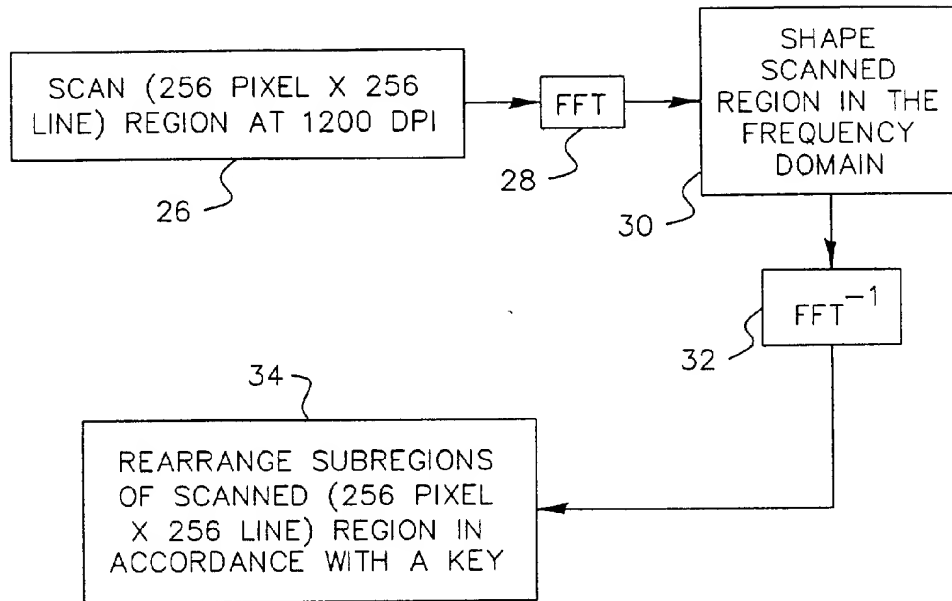 SCAN (256 PIXEL X 256
LINE) REGION AT 1200 DPI
26
FFT
28
SHAPE
SCANNED
REGION IN THE
FREQUENCY
DOMAIN
30
FFT⁻¹
32
34
REARRANGE SUBREGIONS
OF SCANNED (256 PIXEL
X 256 LINE) REGION IN
ACCORDANCE WITH A KEY